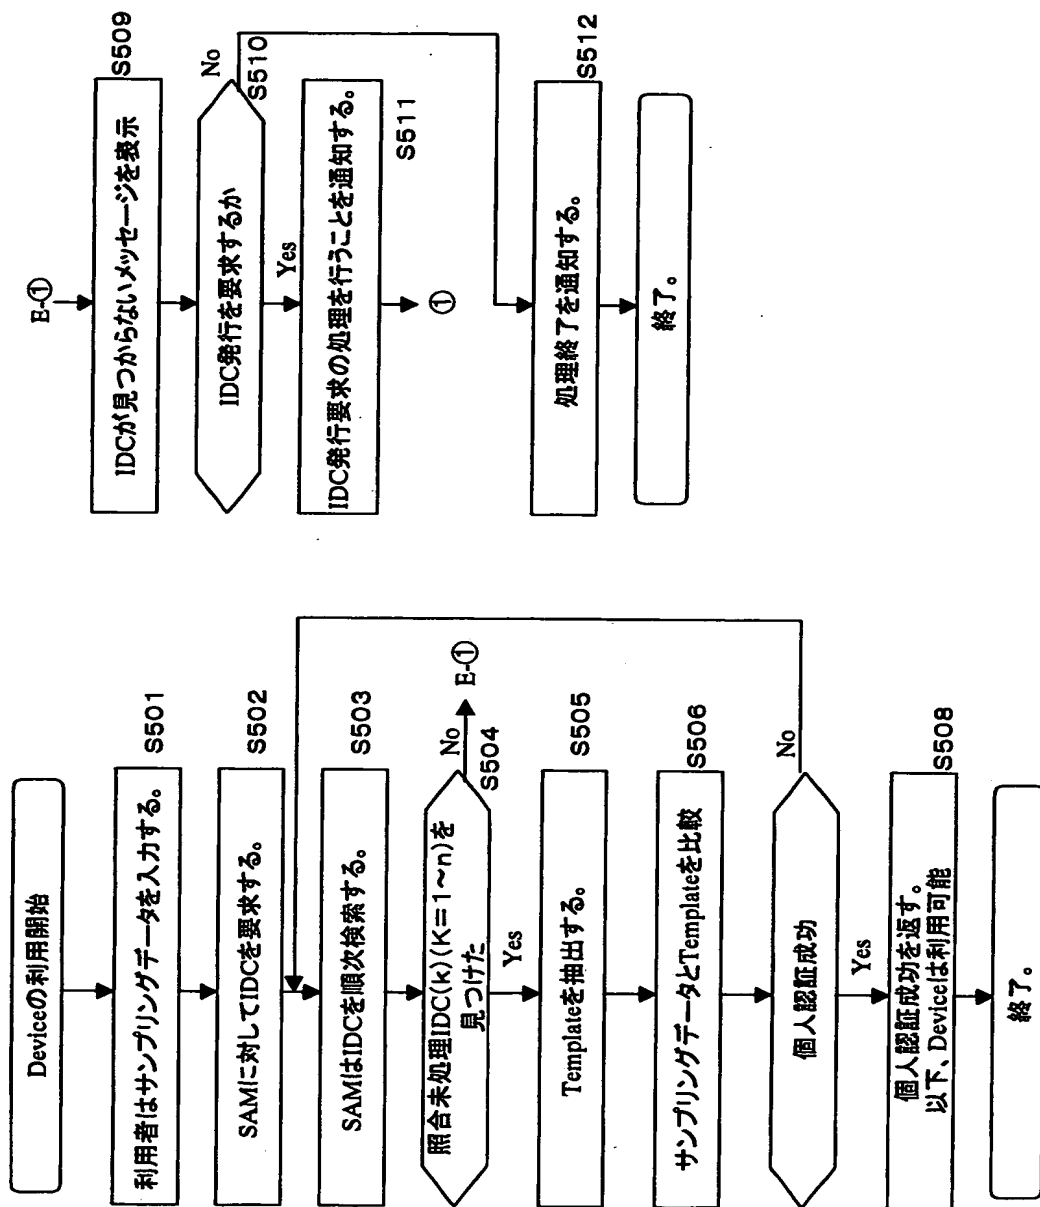 Deviceの利用開始
利用者はサンプリングデータを入力する。
S501
SAMに対してIDCを要求する。
S502
SAMはIDCを順次検索する。
S503
照合未処理IDC(k)(K=1~n)を
見つけた
No
S504
E-①
Yes
Templateを抽出する。
S505
サンプリングデータとTemplateを比較
S506
個人認証成功
No
Yes
個人認証成功を返す。
以下、Deviceは利用可能
S508
終了。
E-①
IDCが見つからないメッセージを表示
S509
IDC発行を要求するか
No
S510
Yes
IDC発行要求の処理を行うことを通知する。
S511
①
処理終了を通知する。
S512
終了。